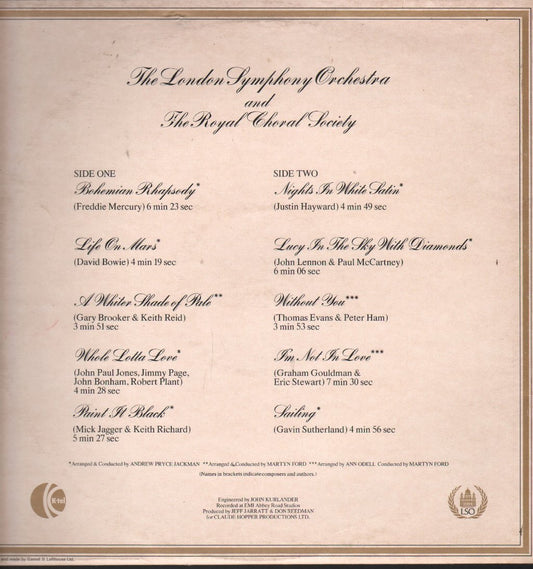 The London Symphony Orchestra
and
The Royal Choral Society
SIDE ONE
Bohemian Rhapsody*
(Freddie Mercury) 6 min 23 sec
Life On Mars*
(David Bowie) 4 min 19 sec
A Whiter Shade of Pale**
(Gary Brooker & Keith Reid)
3 min 51 sec
Whole Lotta Love*
(John Paul Jones, Jimmy Page,
John Bonham, Robert Plant)
4 min 28 sec
Paint It Black*
(Mick Jagger & Keith Richard)
5 min 27 sec
SIDE TWO
Nights In White Satin*
(Justin Hayward) 4 min 49 sec
Lucy In The Sky With Diamonds*
(John Lennon & Paul McCartney)
6 min 06 sec
Without You***
(Thomas Evans & Peter Ham)
3 min 53 sec
I'm Not In Love***
(Graham Gouldman &
Eric Stewart) 7 min 30 sec
Sailing*
(Gavin Sutherland) 4 min 56 sec
*Arranged & Conducted by ANDREW PRYCE JACKMAN **Arranged & Conducted by MARTYN FORD ***Arranged by ANN ODELL Conducted by MARTYN FORD
(Names in brackets indicate composers and authors.)
Engineered by JOHN KURLANDER
Recorded at EMI Abbey Road Studios
Produced by JEFF JARRATT & DON REEDMAN
for CLAUDE HOPPER PRODUCTIONS LTD.
K-tel
LSO
and made by Garrod & Lofthouse Ltd.